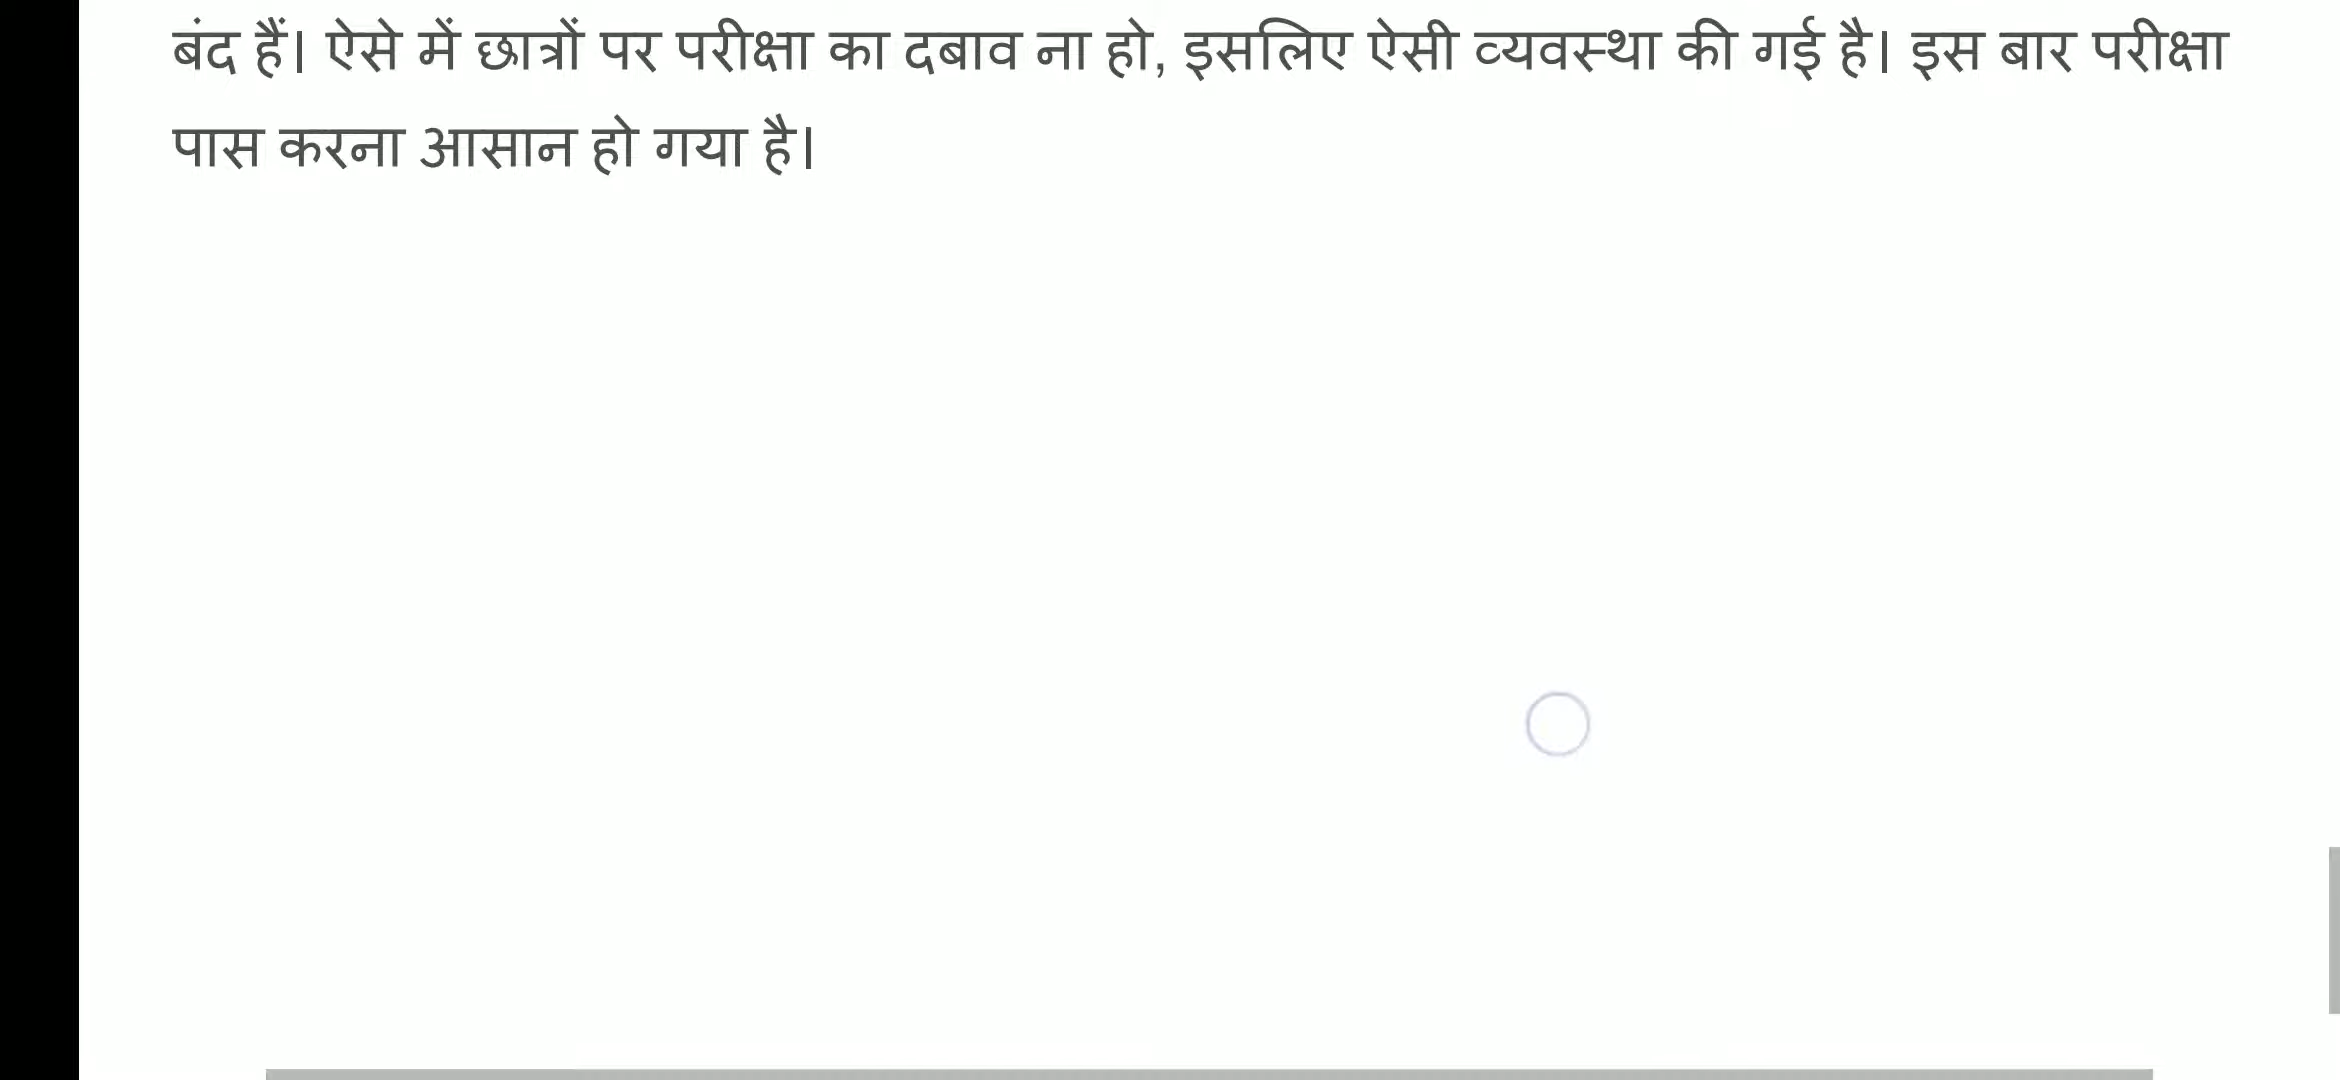 बंद हैं। ऐसे में छात्रों पर परीक्षा का दबाव ना हो, इसलिए ऐसी व्यवस्था की गई है। इस बार परीक्षा
पास करना आसान हो गया है।